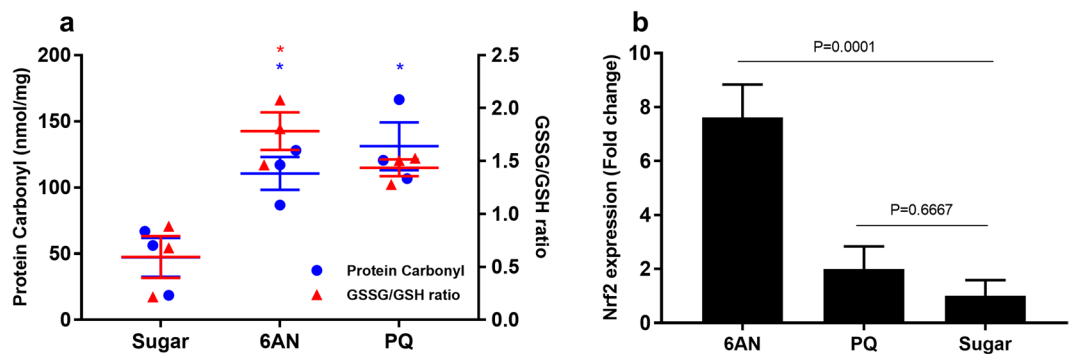 a
Protein Carbonyl (nmol/mg)
200
150
100
50
0
*
*
*
2.5
2.0
1.5
1.0
0.5
0.0
GSSG/GSH ratio
Protein Carbonyl
GSSG/GSH ratio
Sugar 6AN PQ
b
Nrf2 expression (Fold change)
10
8
6
4
2
0
P=0.0001
P=0.6667
6AN PQ Sugar